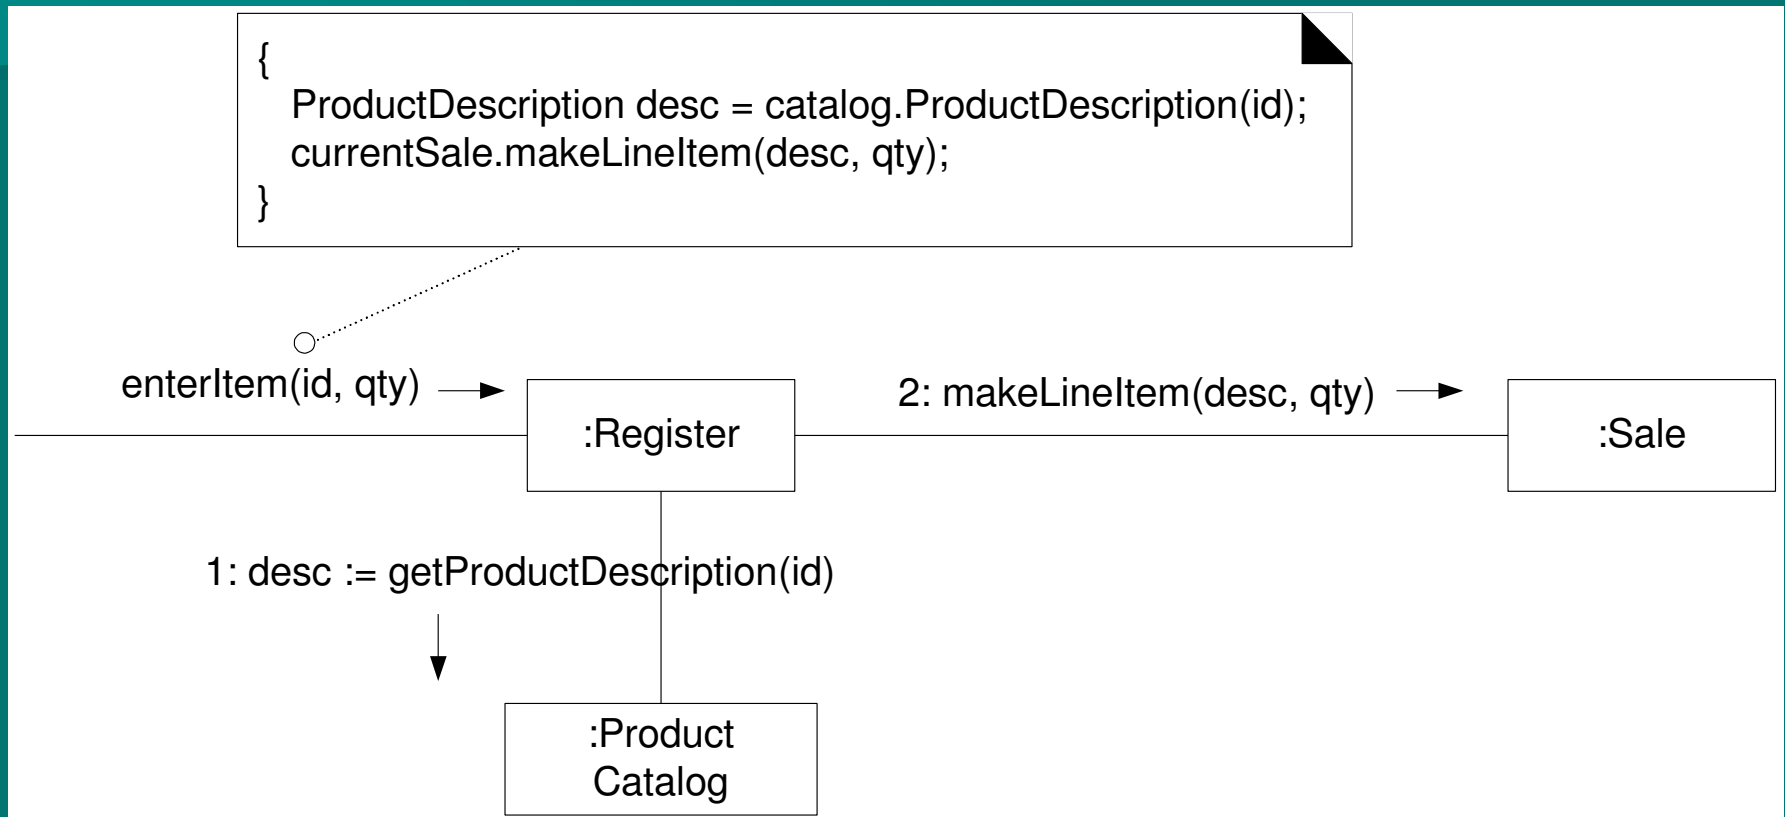 {
ProductDescription desc = catalog.ProductDescription(id);
currentSale.makeLineItem(desc, qty);
}
enterItem(id, qty)
2: makeLineItem(desc, qty)
:Register
:Sale
1: desc := getProductDescription(id)
:Product
Catalog